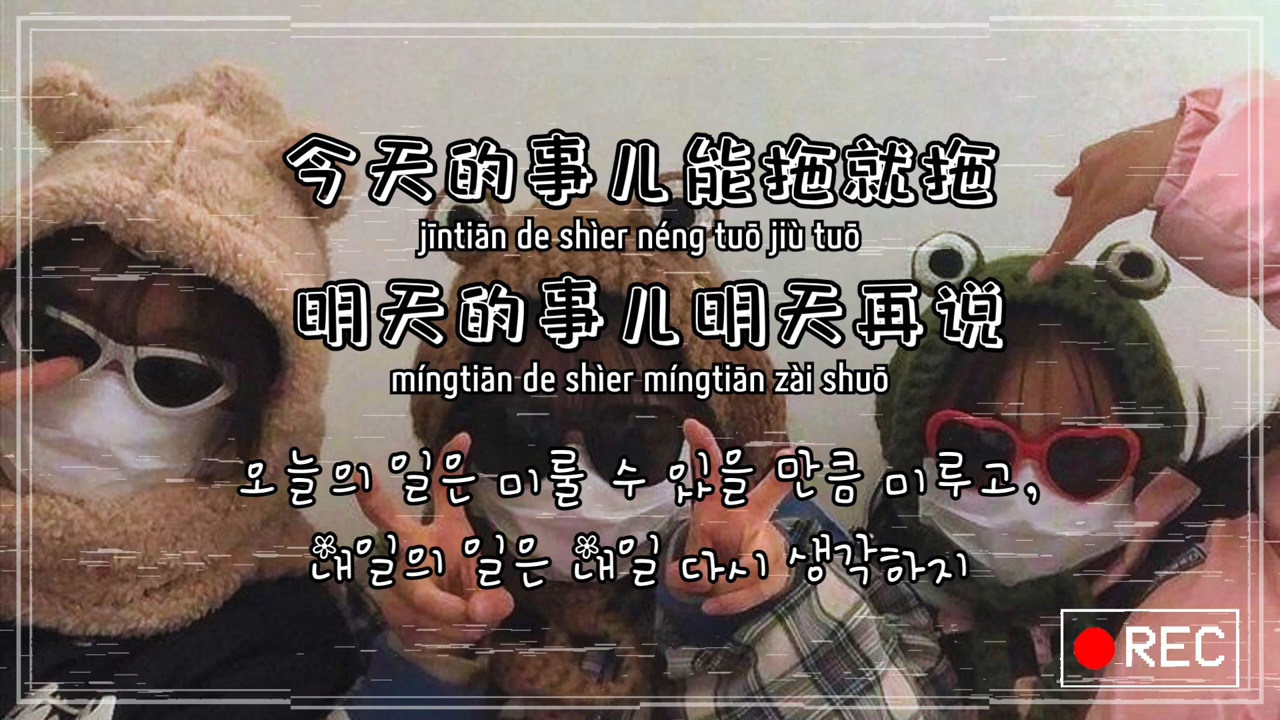 今天的事儿能拖就拖
jīntiān de shìer néng tuō jiù tuō
明天的事儿明天再说
míngtiān de shìer míngtiān zài shuō
오늘의 일은 미룰 수 있을 만큼 미루고,
내일의 일은 내일 다시 생각하지
REC